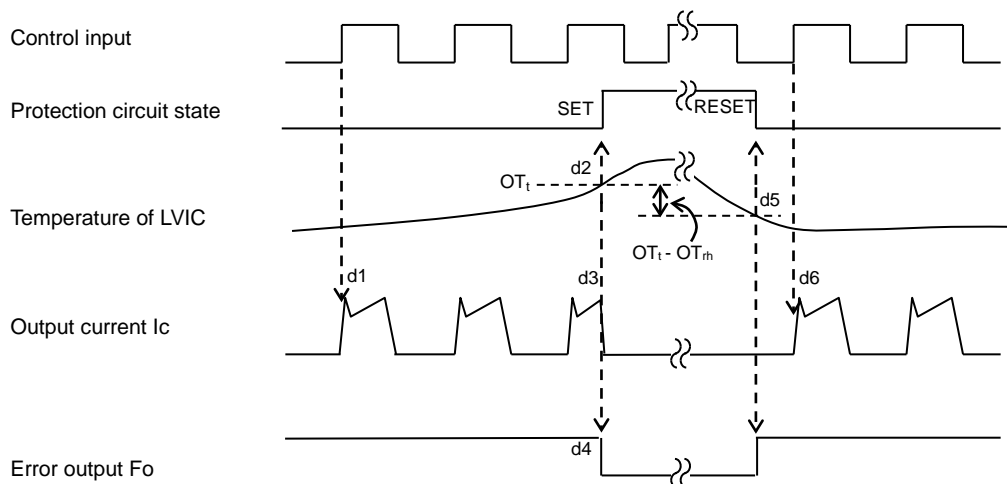 Control input
Protection circuit state
SET
RESET
d2
OTt
d5
Temperature of LVIC
OTt - OTrh
d1
d3
d6
Output current Ic
d4
Error output Fo